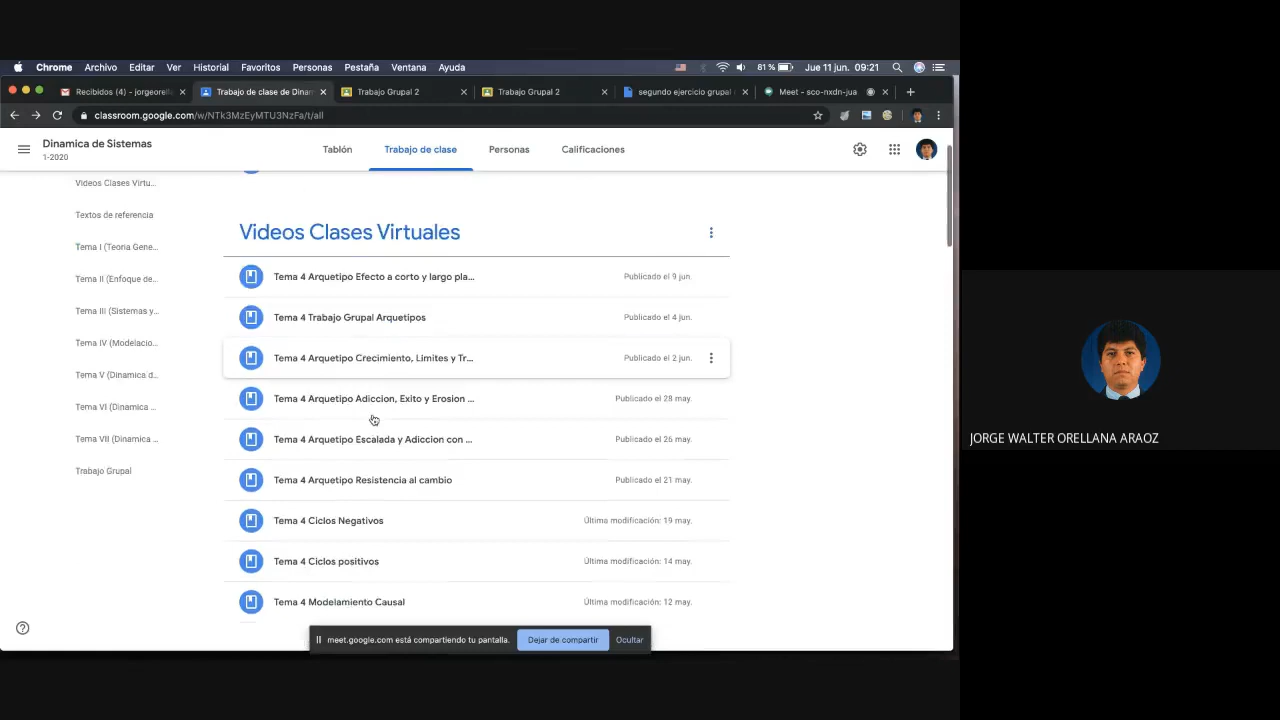 Chrome Archivo Editar Ver Historial Favoritos Personas Pestaña Ventana Ayuda 81 % Jue 11 jun. 09:21
Recibidos (4) - jorgeorell Trabajo de clase de Dinam Trabajo Grupal 2 Trabajo Grupal 2 segundo ejercicio grupal Meet - sco-nxdn-jua
classroom.google.com/w/NTk3MzEyMTU3NzFa/t/all
Dinamica de Sistemas
1-2020
Tablón Trabajo de clase Personas Calificaciones
Videos Clases Virtu...
Textos de referencia
Tema I (Teoria Gene...
Tema II (Enfoque de...
Tema III (Sistemas y...
Tema IV (Modelacio...
Tema V (Dinamica d...
Tema VI (Dinamica ...
Tema VII (Dinamica ...
Trabajo Grupal
Videos Clases Virtuales
Tema 4 Arquetipo Efecto a corto y largo pla... Publicado el 9 jun.
Tema 4 Trabajo Grupal Arquetipos Publicado el 4 jun.
Tema 4 Arquetipo Crecimiento, Limites y Tr... Publicado el 2 jun.
Tema 4 Arquetipo Adiccion, Exito y Erosion ... Publicado el 28 may.
Tema 4 Arquetipo Escalada y Adiccion con ... Publicado el 26 may.
Tema 4 Arquetipo Resistencia al cambio Publicado el 21 may.
Tema 4 Ciclos Negativos Última modificación: 19 may.
Tema 4 Ciclos positivos Última modificación: 14 may.
Tema 4 Modelamiento Causal Última modificación: 12 may.
meet.google.com está compartiendo tu pantalla. Dejar de compartir Ocultar
JORGE WALTER ORELLANA ARAOZ